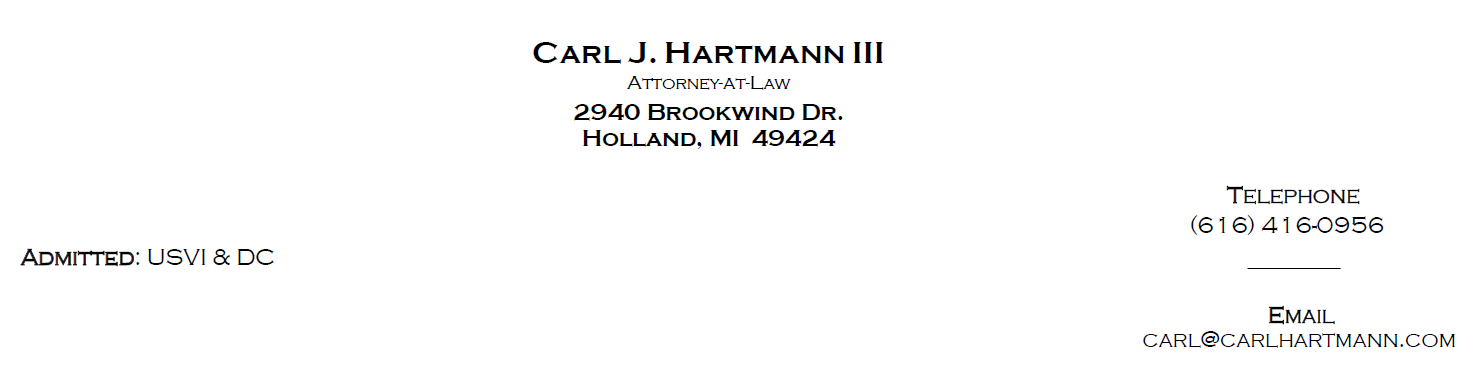 Carl J. Hartmann III
Attorney-at-Law
2940 Brookwind Dr.
Holland, MI 49424
Telephone
(616) 416-0956
Admitted: USVI & DC
Email
carl@carlhartmann.com